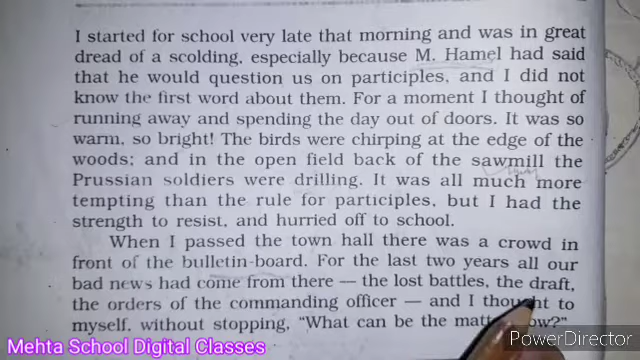 I started for school very late that morning and was in great
dread of a scolding, especially because M. Hamel had said
that he would question us on participles, and I did not
know the first word about them. For a moment I thought of
running away and spending the day out of doors. It was so
warm, so bright! The birds were chirping at the edge of the
woods; and in the open field back of the sawmill the
Prussian soldiers were drilling. It was all much more
tempting than the rule for participles, but I had the
strength to resist, and hurried off to school.
When I passed the town hall there was a crowd in
front of the bulletin-board. For the last two years all our
bad news had come from there — the lost battles, the draft,
the orders of the commanding officer — and I thought to
myself, without stopping, “What can be the matter now?”
Mehta School Digital Classes
PowerDirector